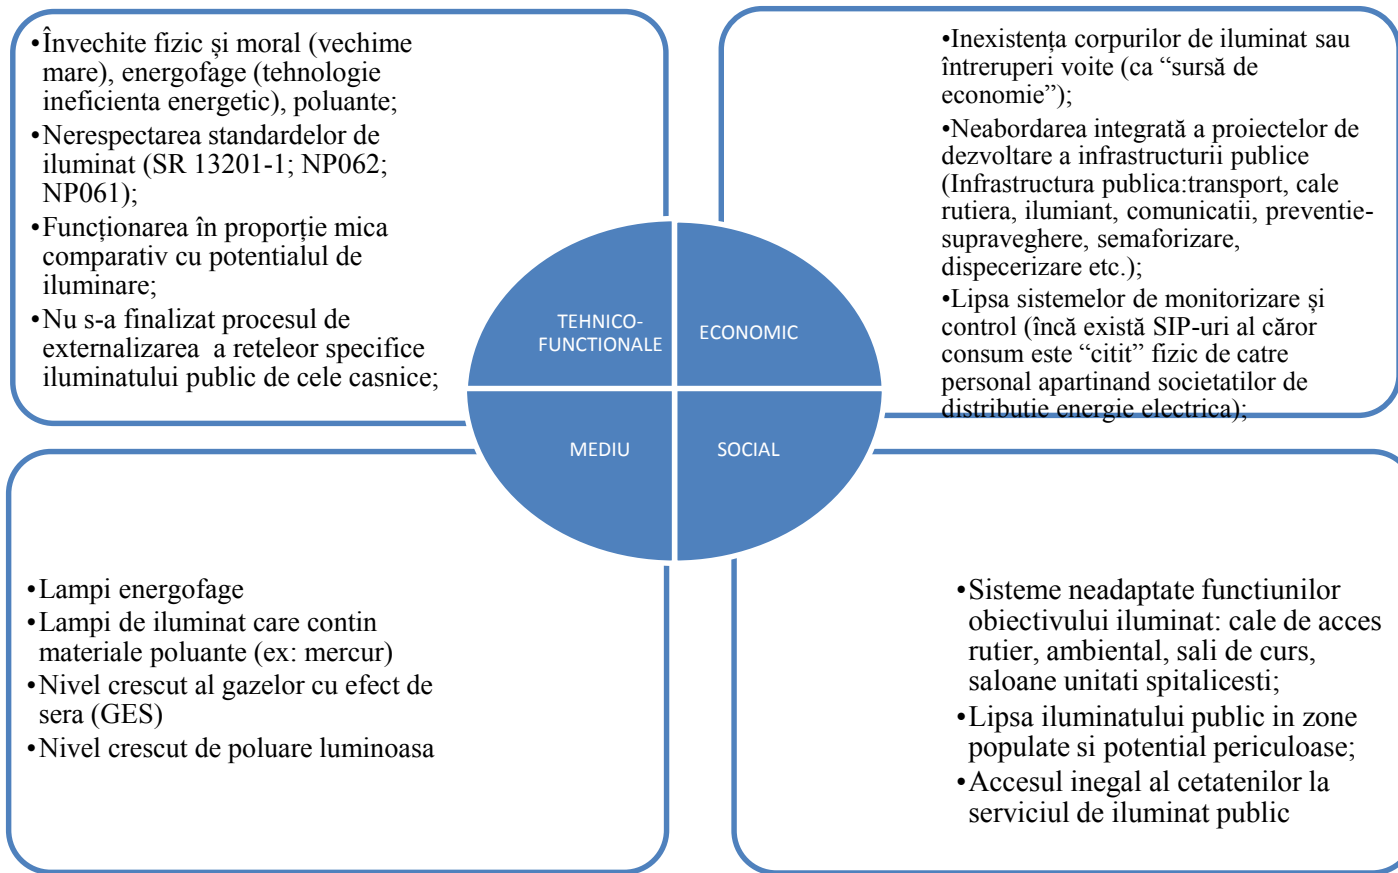 •Învechite fizic și moral (vechime
mare), energofage (tehnologie
ineficienta energetic), poluante;
•Nerespectarea standardelor de
iluminat (SR 13201-1; NP062;
NP061);
•Funcționarea în proporție mica
comparativ cu potentialul de
iluminare;
•Nu s-a finalizat procesul de
externalizarea a reteleor specifice
iluminatului public de cele casnice;
•Inexistența corpurilor de iluminat sau
întreruperi voite (ca “sursă de
economie”);
•Neabordarea integrată a proiectelor de
dezvoltare a infrastructurii publice
(Infrastructura publica:transport, cale
rutiera, ilumiant, comunicatii, preventie-
supraveghere, semaforizare,
dispecerizare etc.);
•Lipsa sistemelor de monitorizare și
control (încă există SIP-uri al căror
consum este “citit” fizic de catre
personal apartinand societatilor de
distributie energie electrica);
TEHNICO-
FUNCTIONALE
ECONOMIC
MEDIU
SOCIAL
•Lampi energofage
•Lampi de iluminat care contin
materiale poluante (ex: mercur)
•Nivel crescut al gazelor cu efect de
sera (GES)
•Nivel crescut de poluare luminoasa
•Sisteme neadaptate functiunilor
obiectivului iluminat: cale de acces
rutier, ambiental, sali de curs,
saloane unitati spitalicesti;
•Lipsa iluminatului public in zone
populate si potential periculoase;
•Accesul inegal al cetatenilor la
serviciul de iluminat public